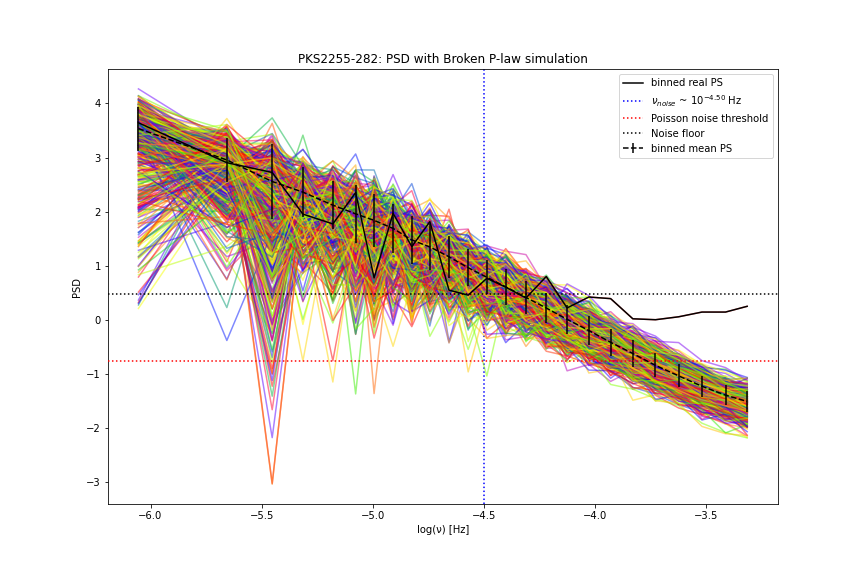 PKS2255-282: PSD with Broken P-law simulation
binned real PS
ν_noise ~ 10^−4.50 Hz
Poisson noise threshold
Noise floor
binned mean PS
PSD
4
3
2
1
0
−1
−2
−3
−6.0
−5.5
−5.0
−4.5
−4.0
−3.5
log(ν) [Hz]